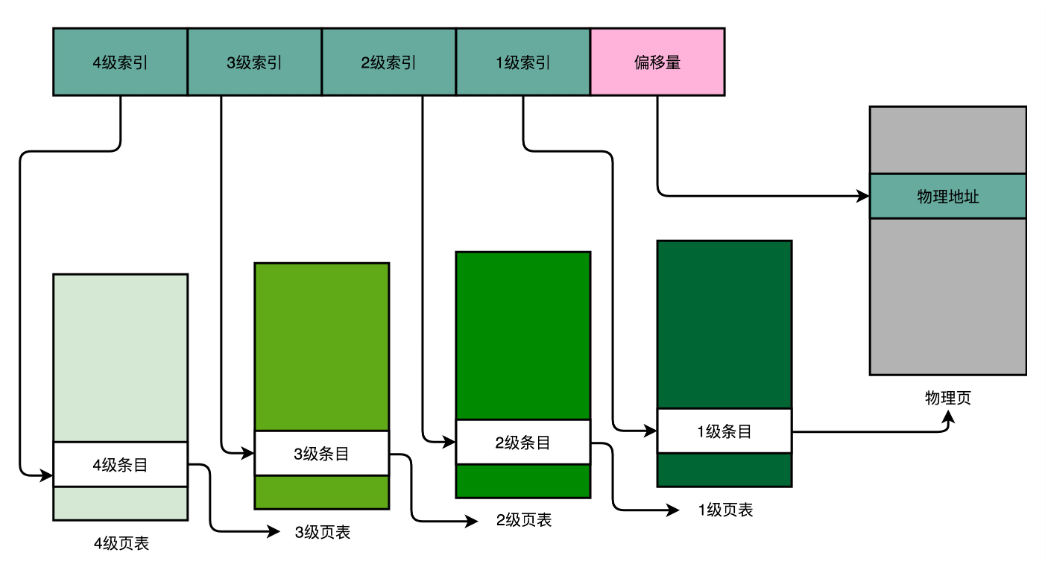 4级索引
3级索引
2级索引
1级索引
偏移量
物理地址
物理页
4级条目
3级条目
2级条目
1级条目
4级页表
3级页表
2级页表
1级页表